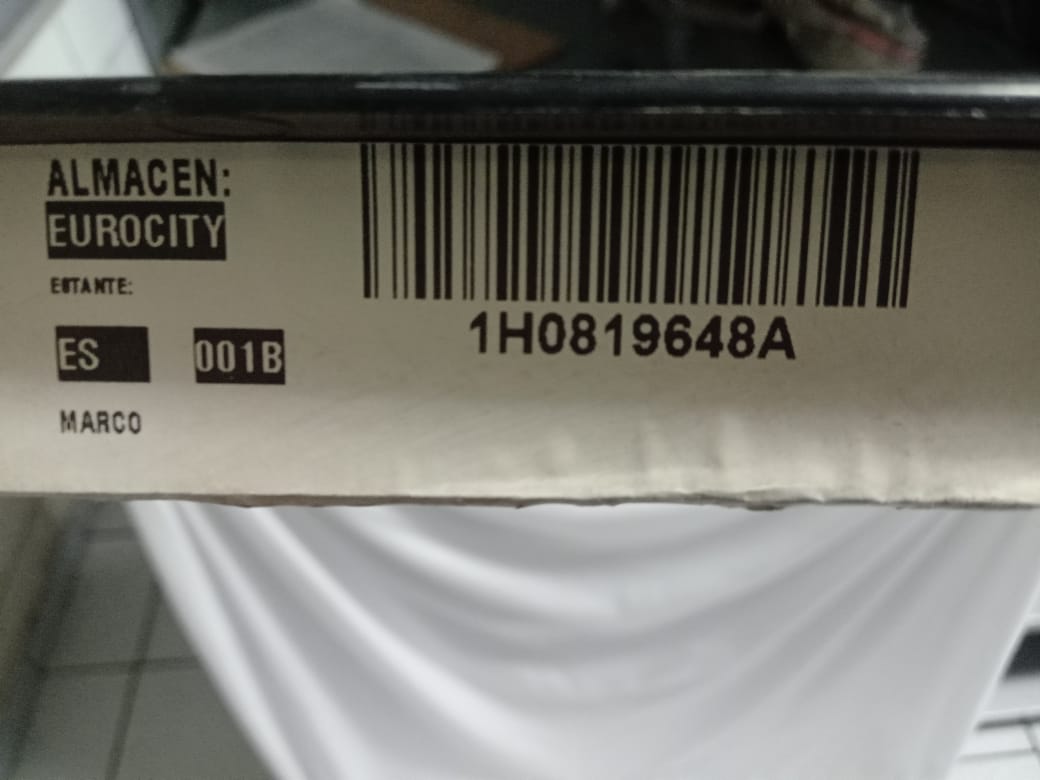 ALMACEN:
EUROCITY
ESTANTE:
ES 001B
MARCO
1H0819648A